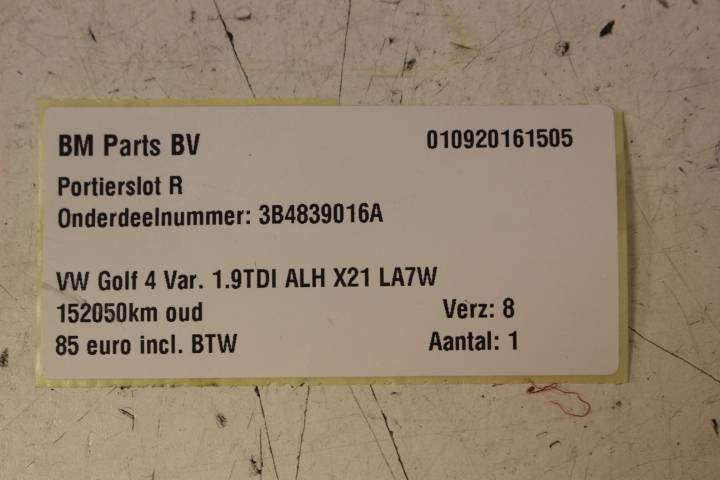 BM Parts BV 010920161505
Portierslot R
Onderdeelnummer: 3B4839016A
VW Golf 4 Var. 1.9TDI ALH X21 LA7W
152050km oud Verz: 8
85 euro incl. BTW Aantal: 1